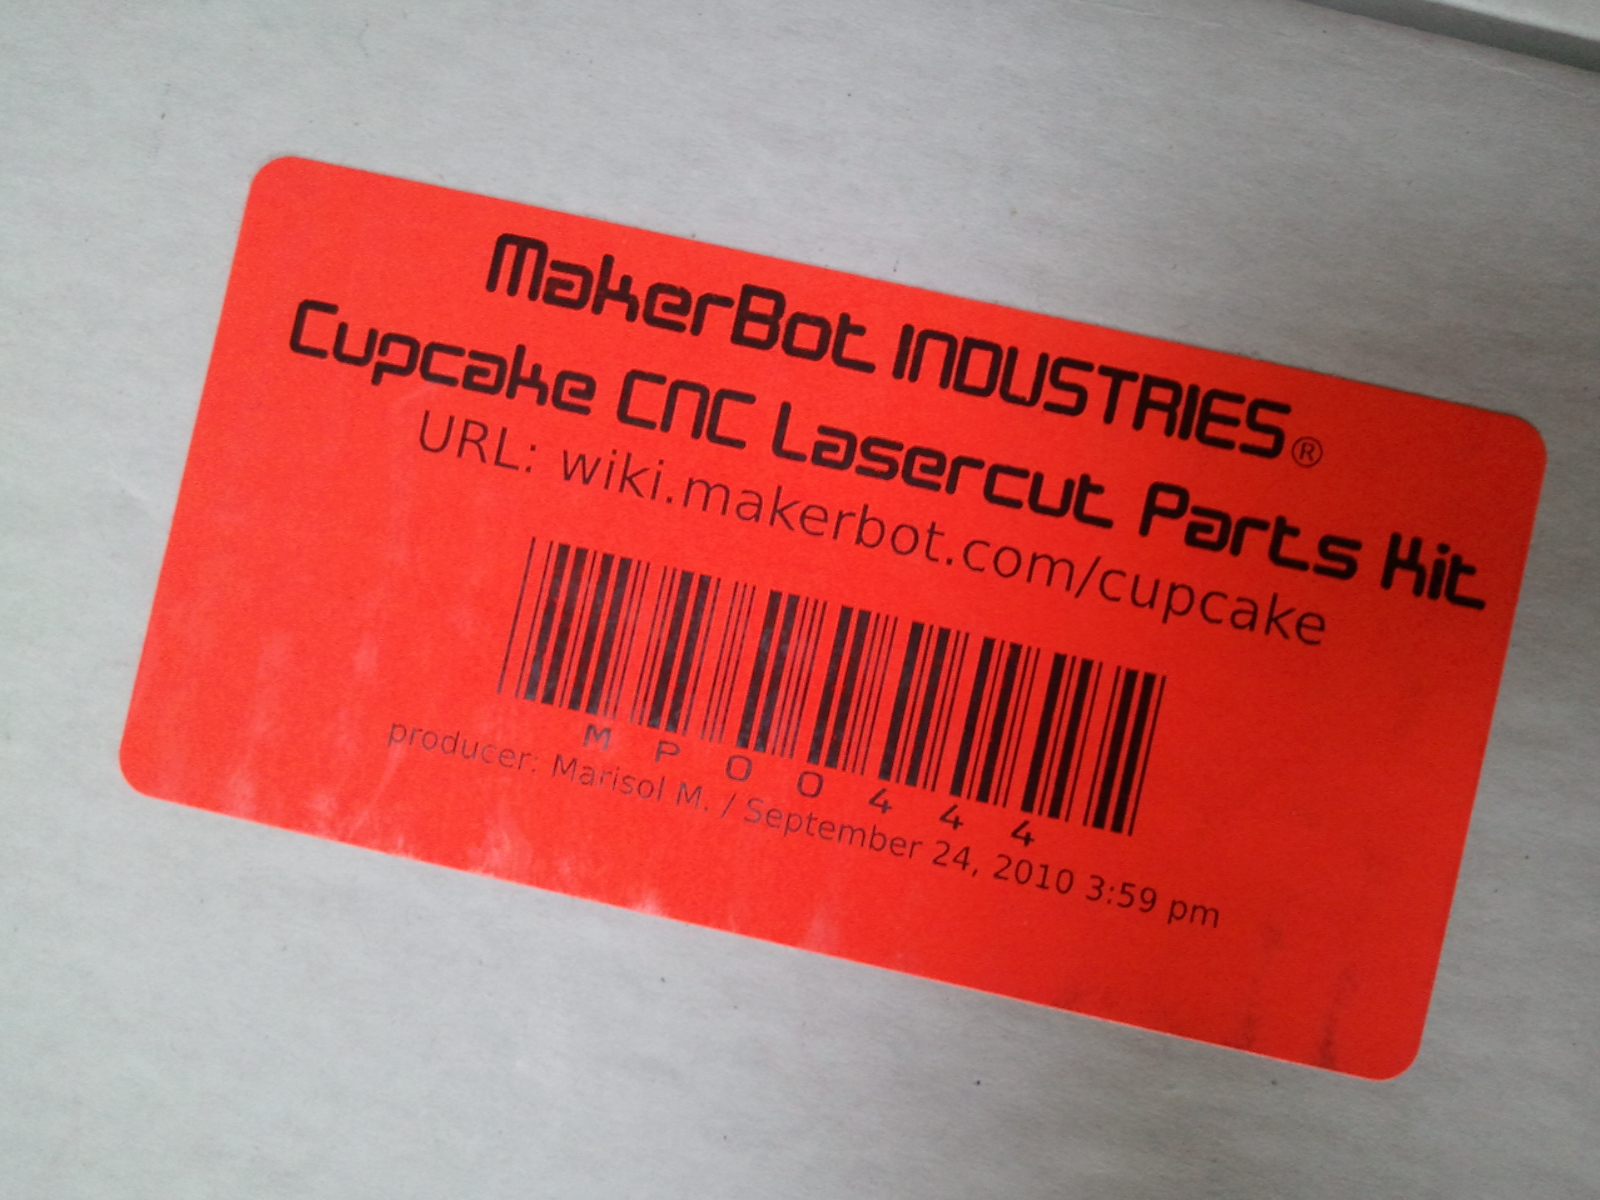 MakerBot INDUSTRIES®
Cupcake CNC Lasercut Parts Kit
URL: wiki.makerbot.com/cupcake
MP00444
producer: Marisol M. / September 24, 2010 3:59 pm